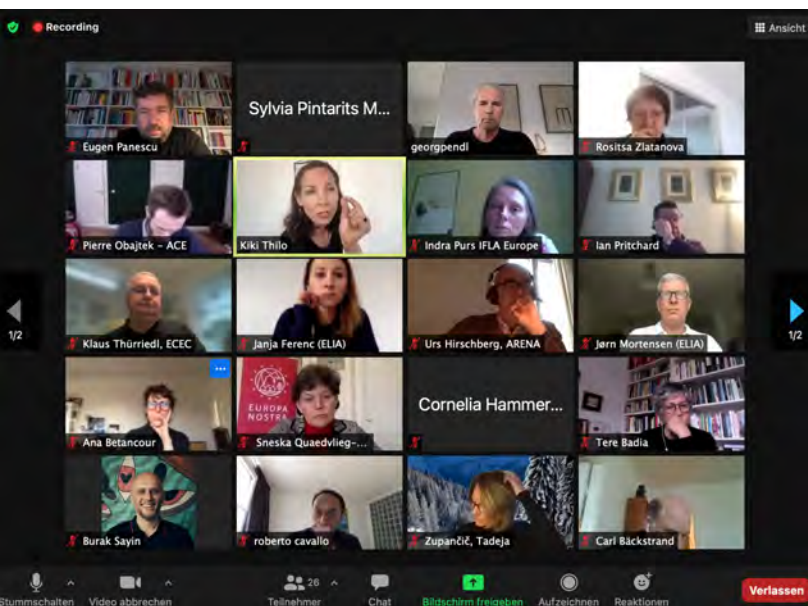 Recording
Ansicht
Eugen Panescu
Sylvia Pintarits M...
georgpendl
Rositsa Zlatanova
Pierre Obajtek - ACE
Kiki Thilo
Indra Purs IFLA Europe
Ian Pritchard
1/2
1/2
Klaus Thürriedl, ECEC
Janja Ferenc (ELIA)
Urs Hirschberg, ARENA
Jørn Mortensen (ELIA)
EUROPA
NOSTRA
Ana Betancour
Sneska Quaedvlieg-...
Cornelia Hammer...
Tere Badia
Burak Sayin
roberto cavallo
Zupančič, Tadeja
Carl Bäckstrand
26
Stummschalten
Video abbrechen
Teilnehmer
Chat
Bildschirm freigeben
Aufzeichnen
Reaktionen
Verlassen